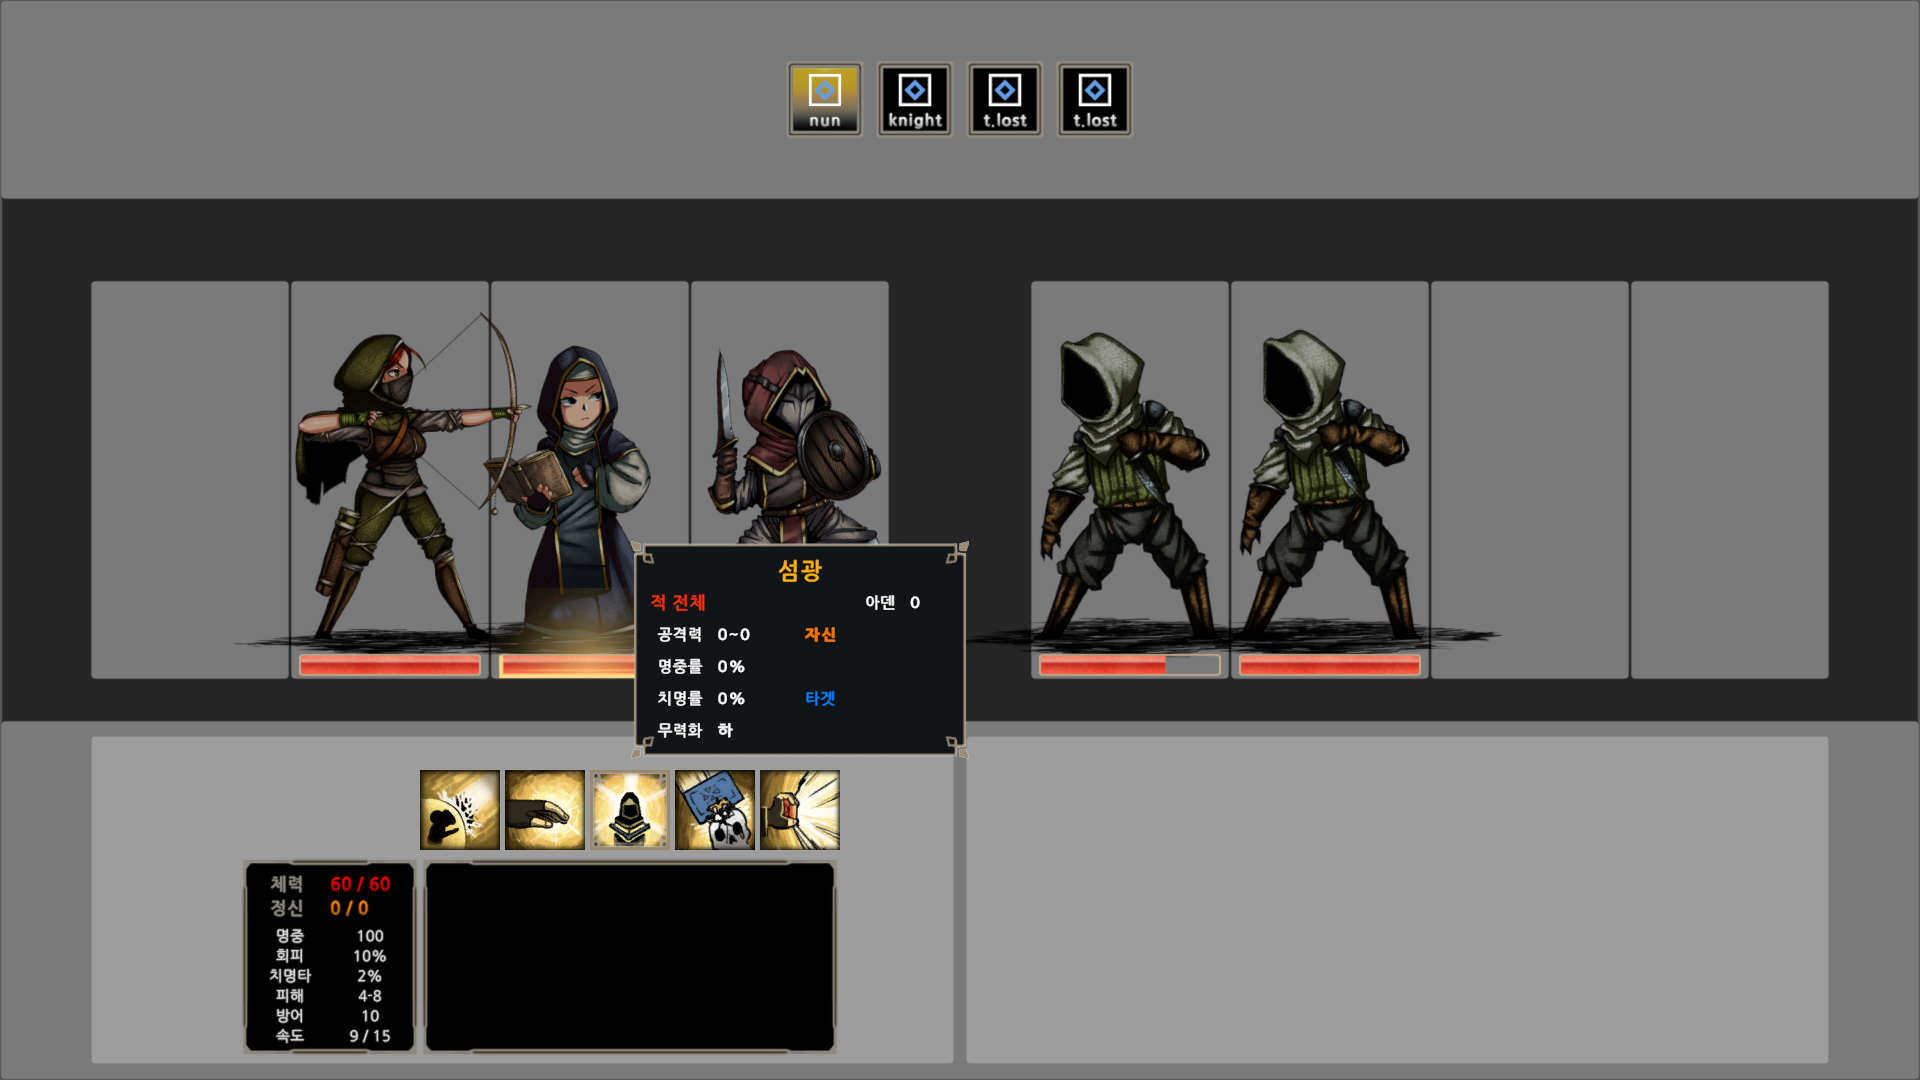 nun knight t.lost t.lost
섬광
적 전체 아덴 0
공격력 0~0 자신
명중률 0%
치명률 0% 타겟
무력화 하
체력 60 / 60
정신 0 / 0
명중 100
회피 10%
치명타 2%
피해 4-8
방어 10
속도 9 / 15